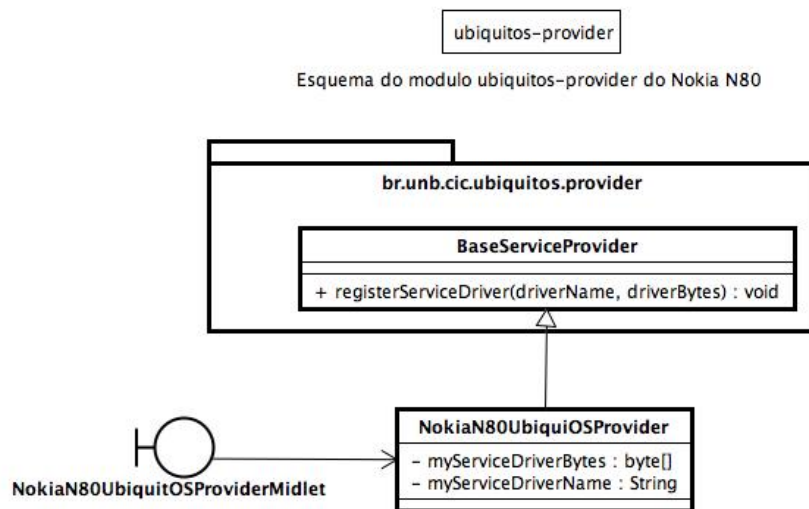 ubiquitos-provider
Esquema do modulo ubiquitos-provider do Nokia N80
br.unb.cic.ubiquitos.provider
BaseServiceProvider
+ registerServiceDriver(driverName, driverBytes) : void
NokiaN80UbiquiOSProvider
- myServiceDriverBytes : byte[]
- myServiceDriverName : String
NokiaN80UbiquitOSProviderMidlet